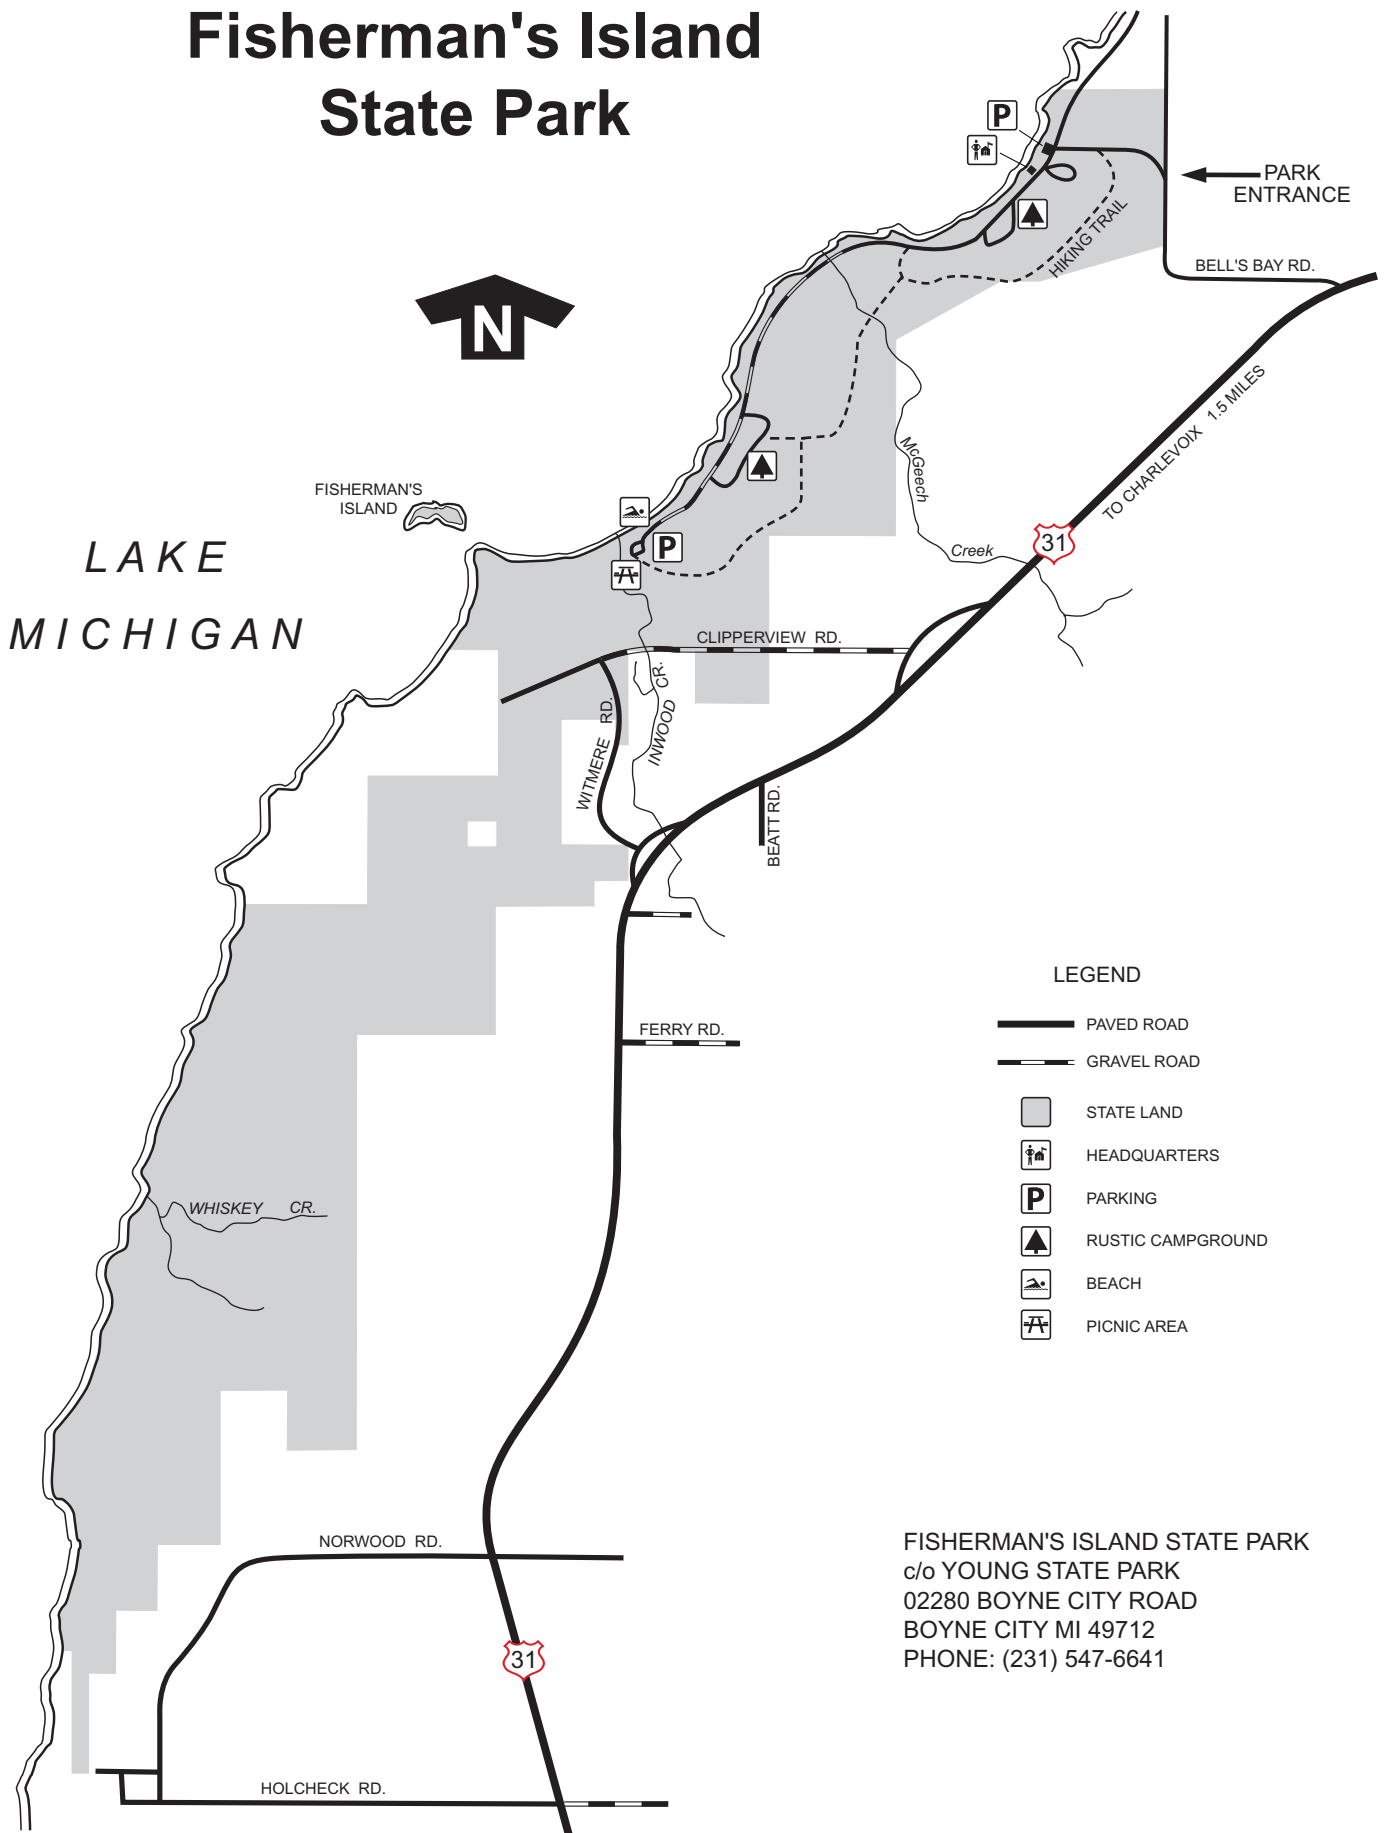 Fisherman's Island
State Park
P
PARK
ENTRANCE
HIKING TRAIL
BELL'S BAY RD.
N
TO CHARLEVOIX 1.5 MILES
McGeech
Creek
FISHERMAN'S
ISLAND
P
31
LAKE
MICHIGAN
CLIPPERVIEW RD.
WITMERE RD.
INWOOD CR.
BEATT RD.
LEGEND
PAVED ROAD
GRAVEL ROAD
STATE LAND
HEADQUARTERS
P PARKING
RUSTIC CAMPGROUND
BEACH
PICNIC AREA
FERRY RD.
WHISKEY CR.
NORWOOD RD.
31
HOLCHECK RD.
FISHERMAN'S ISLAND STATE PARK
c/o YOUNG STATE PARK
02280 BOYNE CITY ROAD
BOYNE CITY MI 49712
PHONE: (231) 547-6641